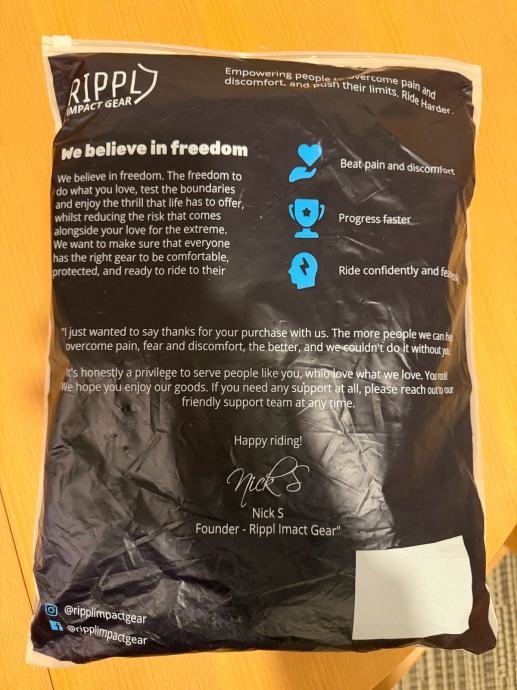 RIPPL
IMPACT GEAR
Empowering people to overcome pain and
discomfort, and push their limits. Ride Harder.
We believe in freedom
We believe in freedom. The freedom to
do what you love, test the boundaries
and enjoy the thrill that life has to offer,
whilst reducing the risk that comes
alongside your love for the extreme.
We want to make sure that everyone
has the right gear to be comfortable,
protected, and ready to ride to their
Beat pain and discomfort
Progress faster
Ride confidently and
"I just wanted to say thanks for your purchase with us. The more people we can
overcome pain, fear and discomfort, the better, and we couldn't do it without you.
It's honestly a privilege to serve people like you, who love what we love. You rock!
We hope you enjoy our goods. If you need any support at all, please reach out to our
friendly support team at any time.
Happy riding!
Nick S
Nick S
Founder - Rippl Imact Gear"
@ripplimpactgear
@ripplimpactgear